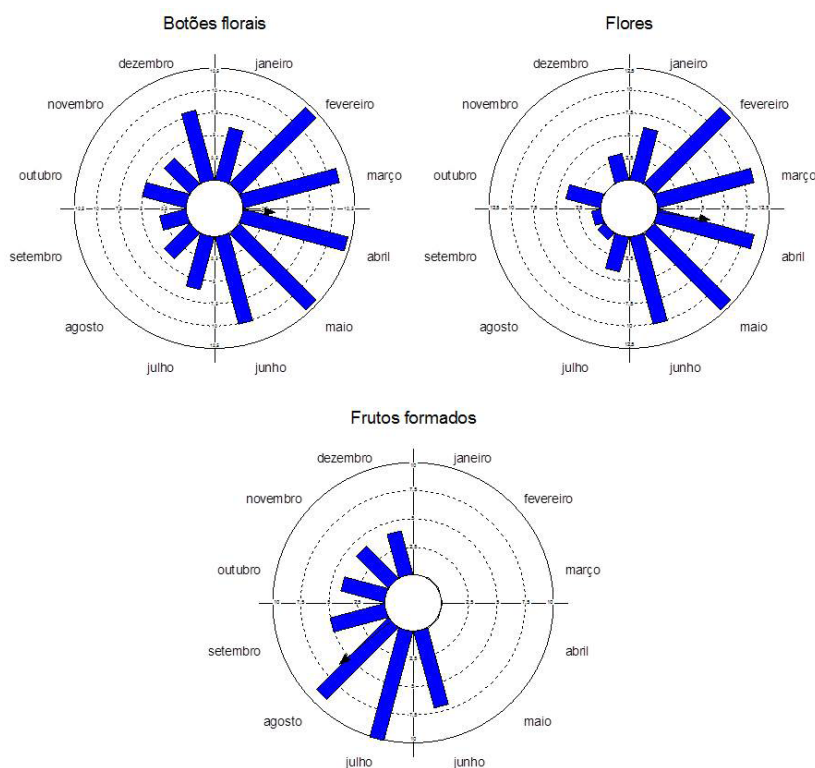 Botões florais
dezembro
janeiro
novembro
fevereiro
outubro
março
setembro
abril
agosto
maio
julho
junho
Flores
dezembro
janeiro
novembro
fevereiro
outubro
março
setembro
abril
agosto
maio
julho
junho
Frutos formados
dezembro
janeiro
novembro
fevereiro
outubro
março
setembro
abril
agosto
maio
julho
junho